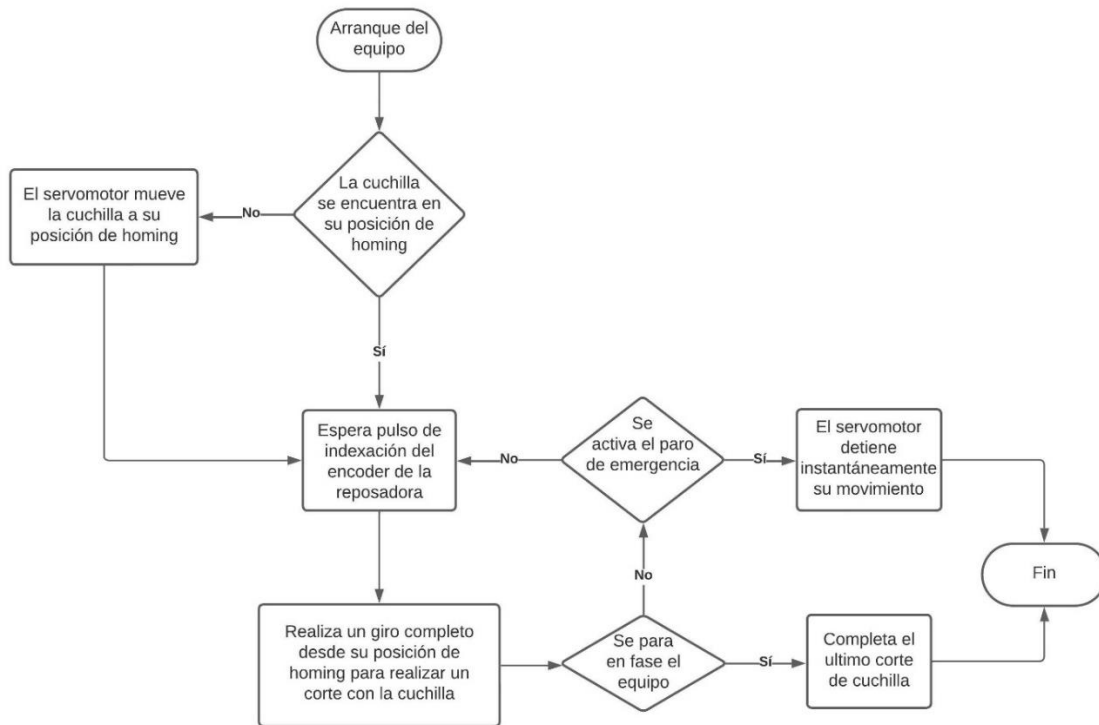 Arranque del
equipo
La cuchilla
se encuentra en
su posición de
homing
No
El servomotor mueve
la cuchilla a su
posición de homing
Sí
Espera pulso de
indexación del
encoder de la
reposadora
No
Se
activa el paro
de emergencia
Sí
El servomotor
detiene
instantáneamente
su movimiento
No
Fin
Realiza un giro completo
desde su posición de
homing para realizar un
corte con la cuchilla
Se para
en fase el
equipo
Sí
Completa el
ultimo corte
de cuchilla